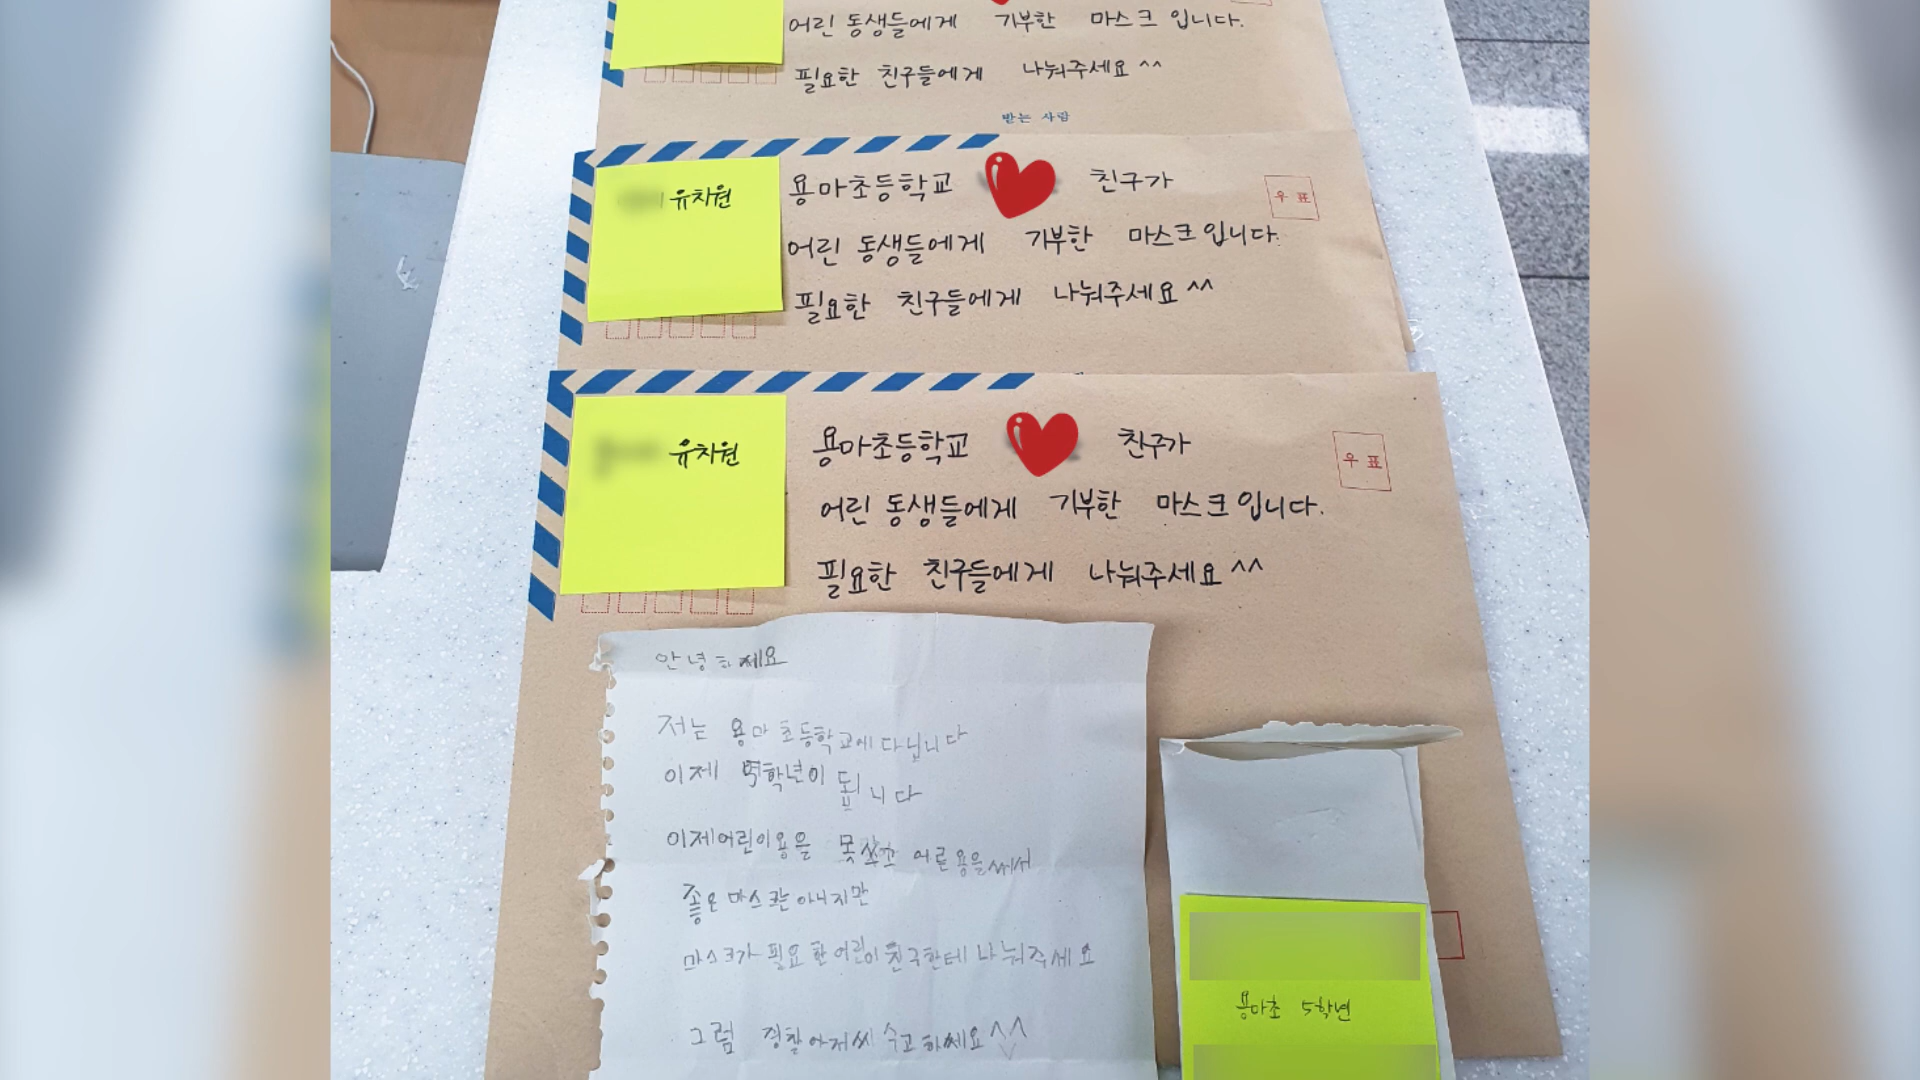 어린 동생들에게 기부한 마스크 입니다.
필요한 친구들에게 나눠주세요 ^^
받는 사람
유치원
용마초등학교 친구가
우표
어린 동생들에게 기부한 마스크입니다.
필요한 친구들에게 나눠주세요 ^^
유치원
용마초등학교 친구가
우표
어린 동생들에게 기부한 마스크입니다.
필요한 친구들에게 나눠주세요 ^^
안녕하세요
저는 용마초등학교에 다닙니다
이제 5학년이 됩니다
이제어린이용을 못쓰고 어른용을써서
좋은 마스크는 아니지만
마스크가 필요한 어린이 친구한테 나눠주세요
그럼 경찰아저씨 수고하세요^^
용마초 5학년